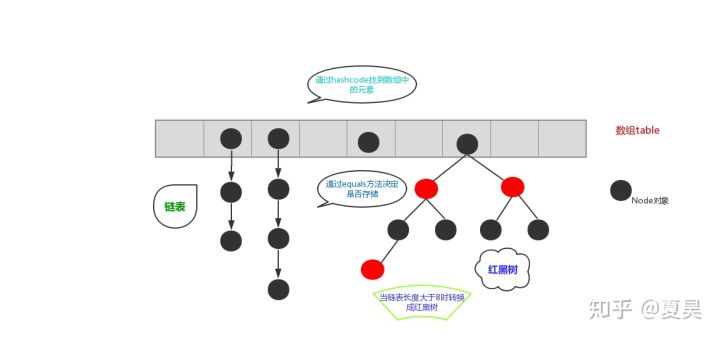 通过hashcode找到数组中
的元素
数组table
通过equals方法决定
是否存储
链表
Node对象
红黑树
当链表长度大于8时转换
成红黑树
知乎 @夏昊